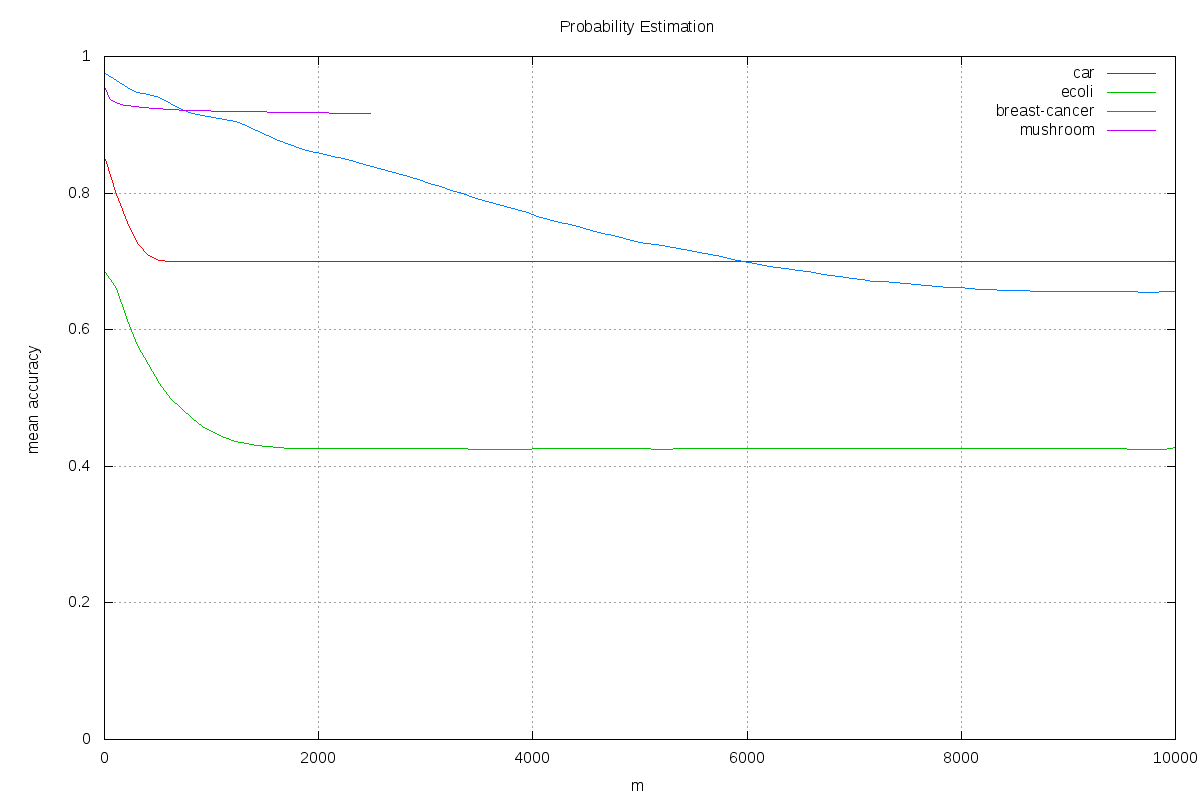 Probability Estimation
1
car
ecoli
breast-cancer
mushroom
0.8
0.6
mean accuracy
0.4
0.2
0
0 2000 4000 6000 8000 10000
m